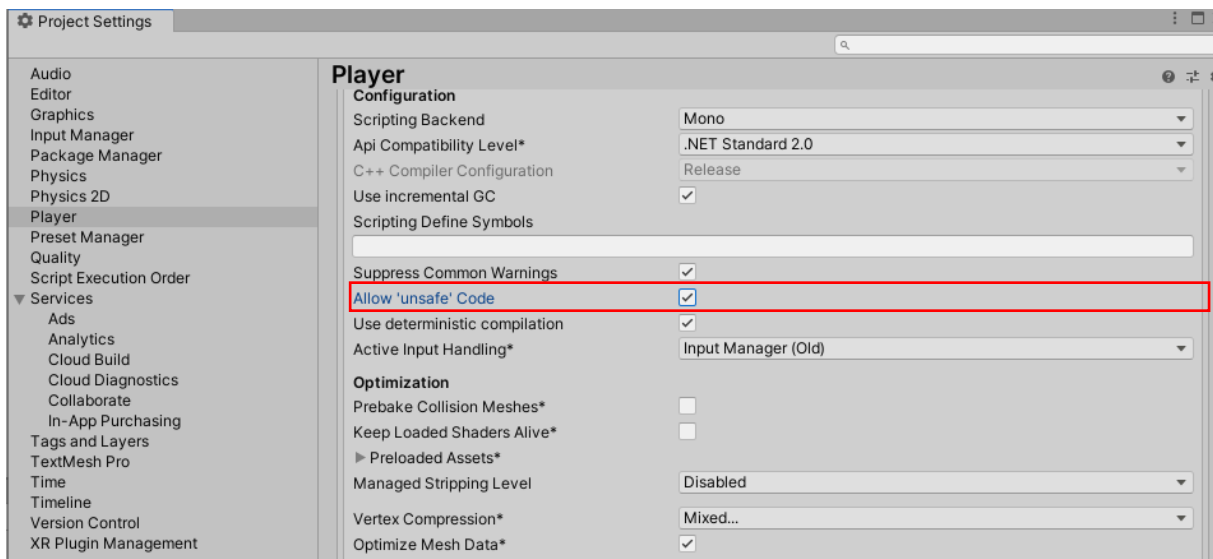 Project Settings
Audio
Editor
Graphics
Input Manager
Package Manager
Physics
Physics 2D
Player
Preset Manager
Quality
Script Execution Order
Services
Ads
Analytics
Cloud Build
Cloud Diagnostics
Collaborate
In-App Purchasing
Tags and Layers
TextMesh Pro
Time
Timeline
Version Control
XR Plugin Management
Player
Configuration
Scripting Backend Mono
Api Compatibility Level* .NET Standard 2.0
C++ Compiler Configuration Release
Use incremental GC
Scripting Define Symbols
Suppress Common Warnings
Allow 'unsafe' Code
Use deterministic compilation
Active Input Handling* Input Manager (Old)
Optimization
Prebake Collision Meshes*
Keep Loaded Shaders Alive*
Preloaded Assets*
Managed Stripping Level Disabled
Vertex Compression* Mixed...
Optimize Mesh Data*